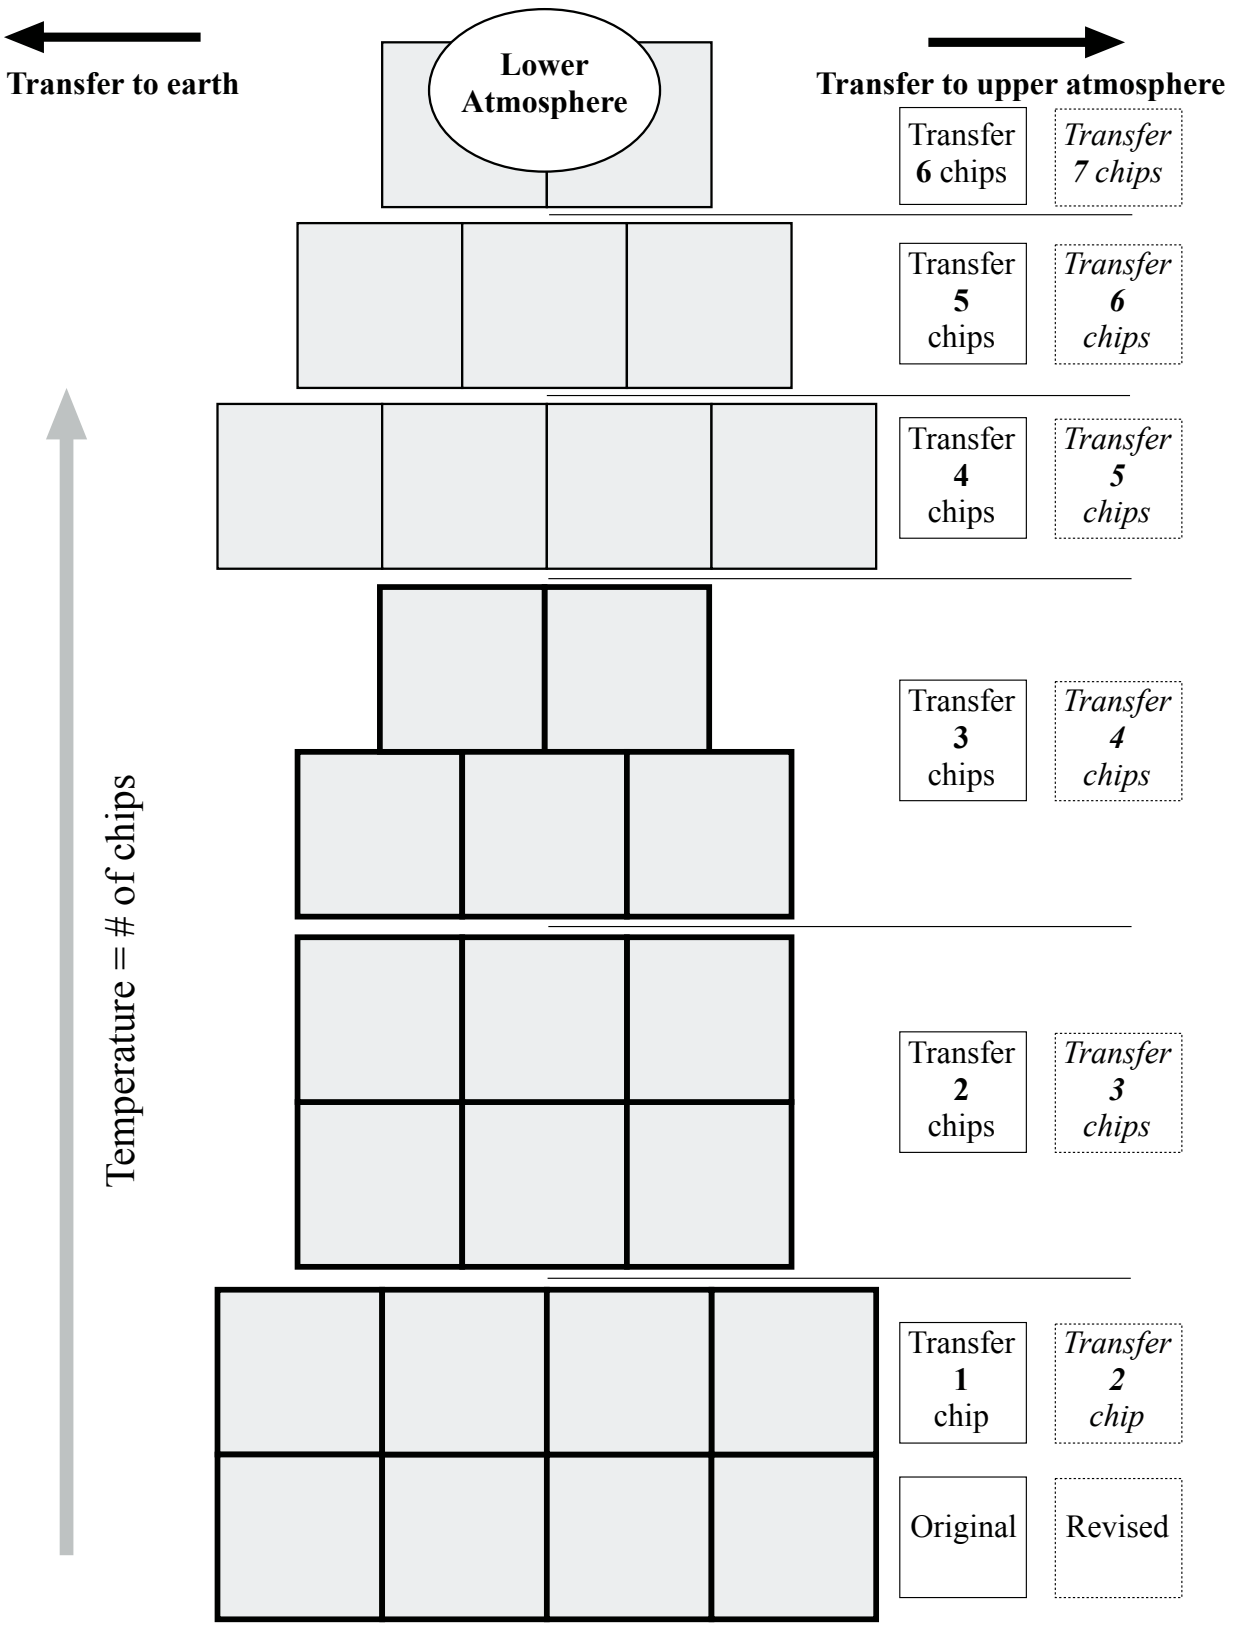 Transfer to earth
Lower
Atmosphere
Transfer to upper atmosphere
Transfer
6 chips
Transfer
7 chips
Transfer
5
chips
Transfer
6
chips
Transfer
4
chips
Transfer
5
chips
Transfer
3
chips
Transfer
4
chips
Temperature = # of chips
Transfer
2
chips
Transfer
3
chips
Transfer
1
chip
Transfer
2
chip
Original
Revised